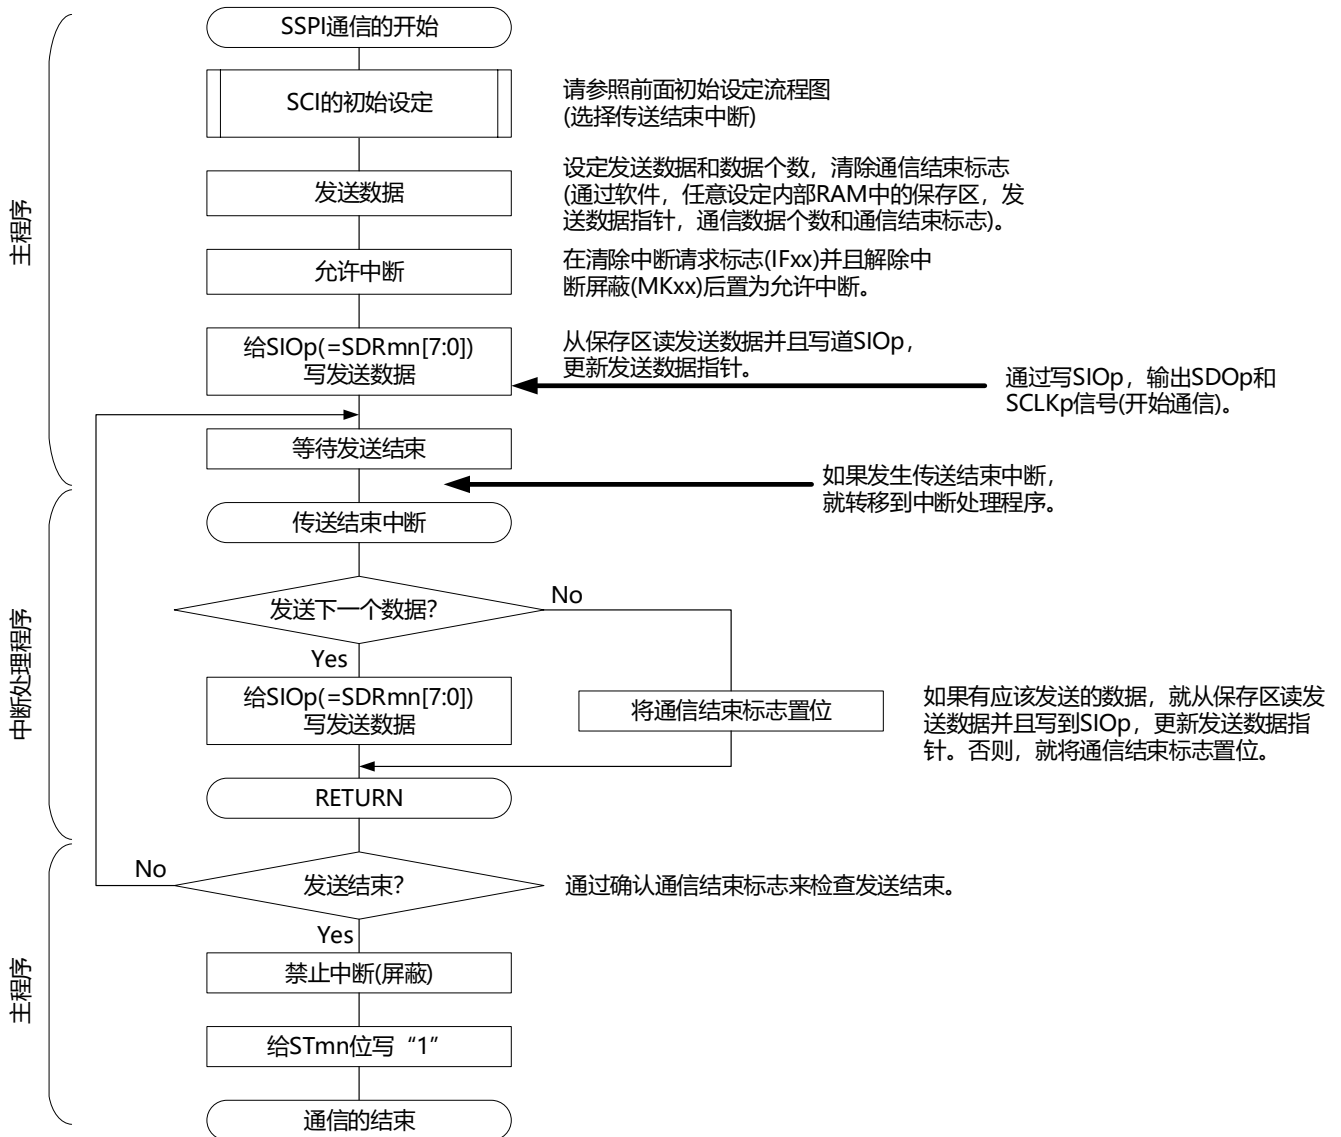 SSPI通信的开始
SCI的初始设定
请参照前面初始设定流程图
(选择传送结束中断)
发送数据
设定发送数据和数据个数，清除通信结束标志
(通过软件，任意设定内部RAM中的保存区，发
送数据指针，通信数据个数和通信结束标志)。
主程序
允许中断
在清除中断请求标志(IFxx)并且解除中
断屏蔽(MKxx)后置为允许中断。
给SIOp(=SDRmn[7:0])
写发送数据
从保存区读发送数据并且写道SIOp，
更新发送数据指针。
通过写SIOp，输出SDOp和
SCLKp信号(开始通信)。
等待发送结束
如果发生传送结束中断，
就转移到中断处理程序。
传送结束中断
发送下一个数据?
No
Yes
中断处理程序
给SIOp(=SDRmn[7:0])
写发送数据
将通信结束标志置位
如果有应该发送的数据，就从保存区读发
送数据并且写到SIOp，更新发送数据指
针。否则，就将通信结束标志置位。
RETURN
No
发送结束?
通过确认通信结束标志来检查发送结束。
Yes
主程序
禁止中断(屏蔽)
给STmn位写“1”
通信的结束